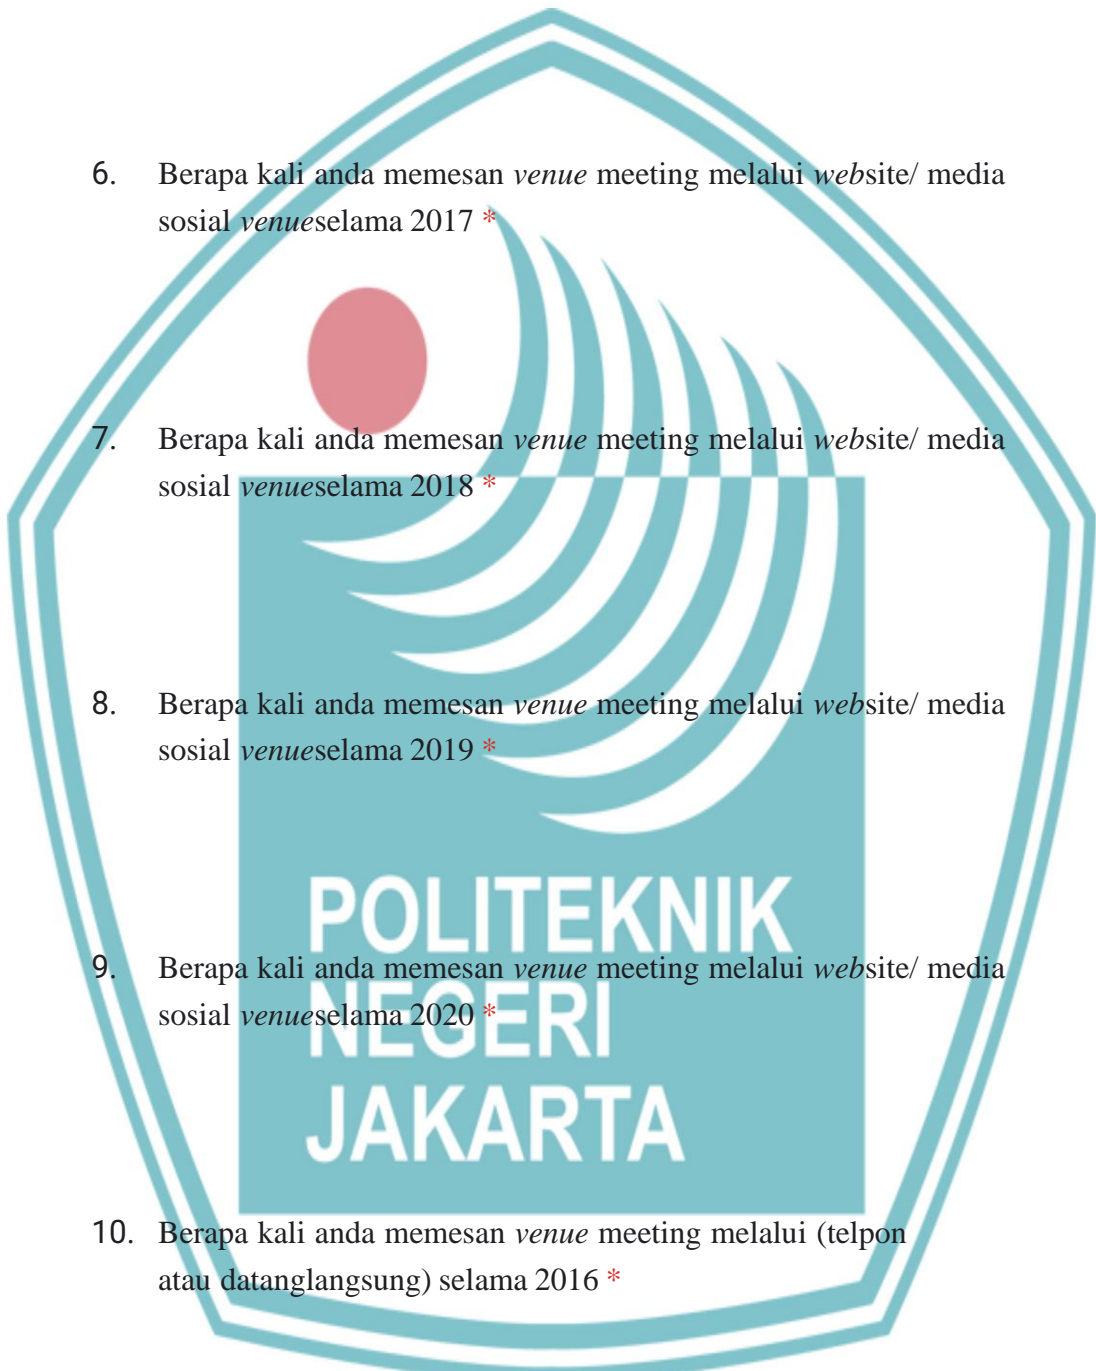 6. Berapa kali anda memesan venue meeting melalui website/ media
sosial venueselama 2017 *
7. Berapa kali anda memesan venue meeting melalui website/ media
sosial venueselama 2018 *
8. Berapa kali anda memesan venue meeting melalui website/ media
sosial venueselama 2019 *
POLITEKNIK
9. Berapa kali anda memesan venue meeting melalui website/ media
sosial venueselama 2020 *
NEGERI
JAKARTA
10. Berapa kali anda memesan venue meeting melalui (telpon
atau datanglangsung) selama 2016 *